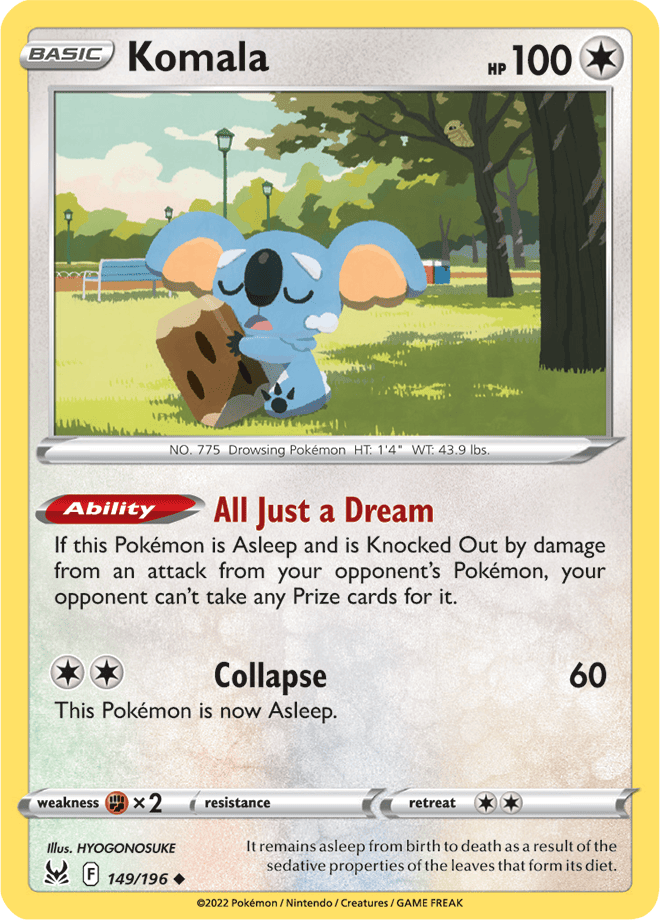 BASIC Komala HP 100
NO. 775 Drowsing Pokémon HT: 1'4" WT: 43.9 lbs.
Ability All Just a Dream
If this Pokémon is Asleep and is Knocked Out by damage
from an attack from your opponent's Pokémon, your
opponent can't take any Prize cards for it.
Collapse 60
This Pokémon is now Asleep.
weakness ×2 resistance retreat
Illus. HYOGONOSUKE
It remains asleep from birth to death as a result of the
sedative properties of the leaves that form its diet.
F 149/196
©2022 Pokémon / Nintendo / Creatures / GAME FREAK